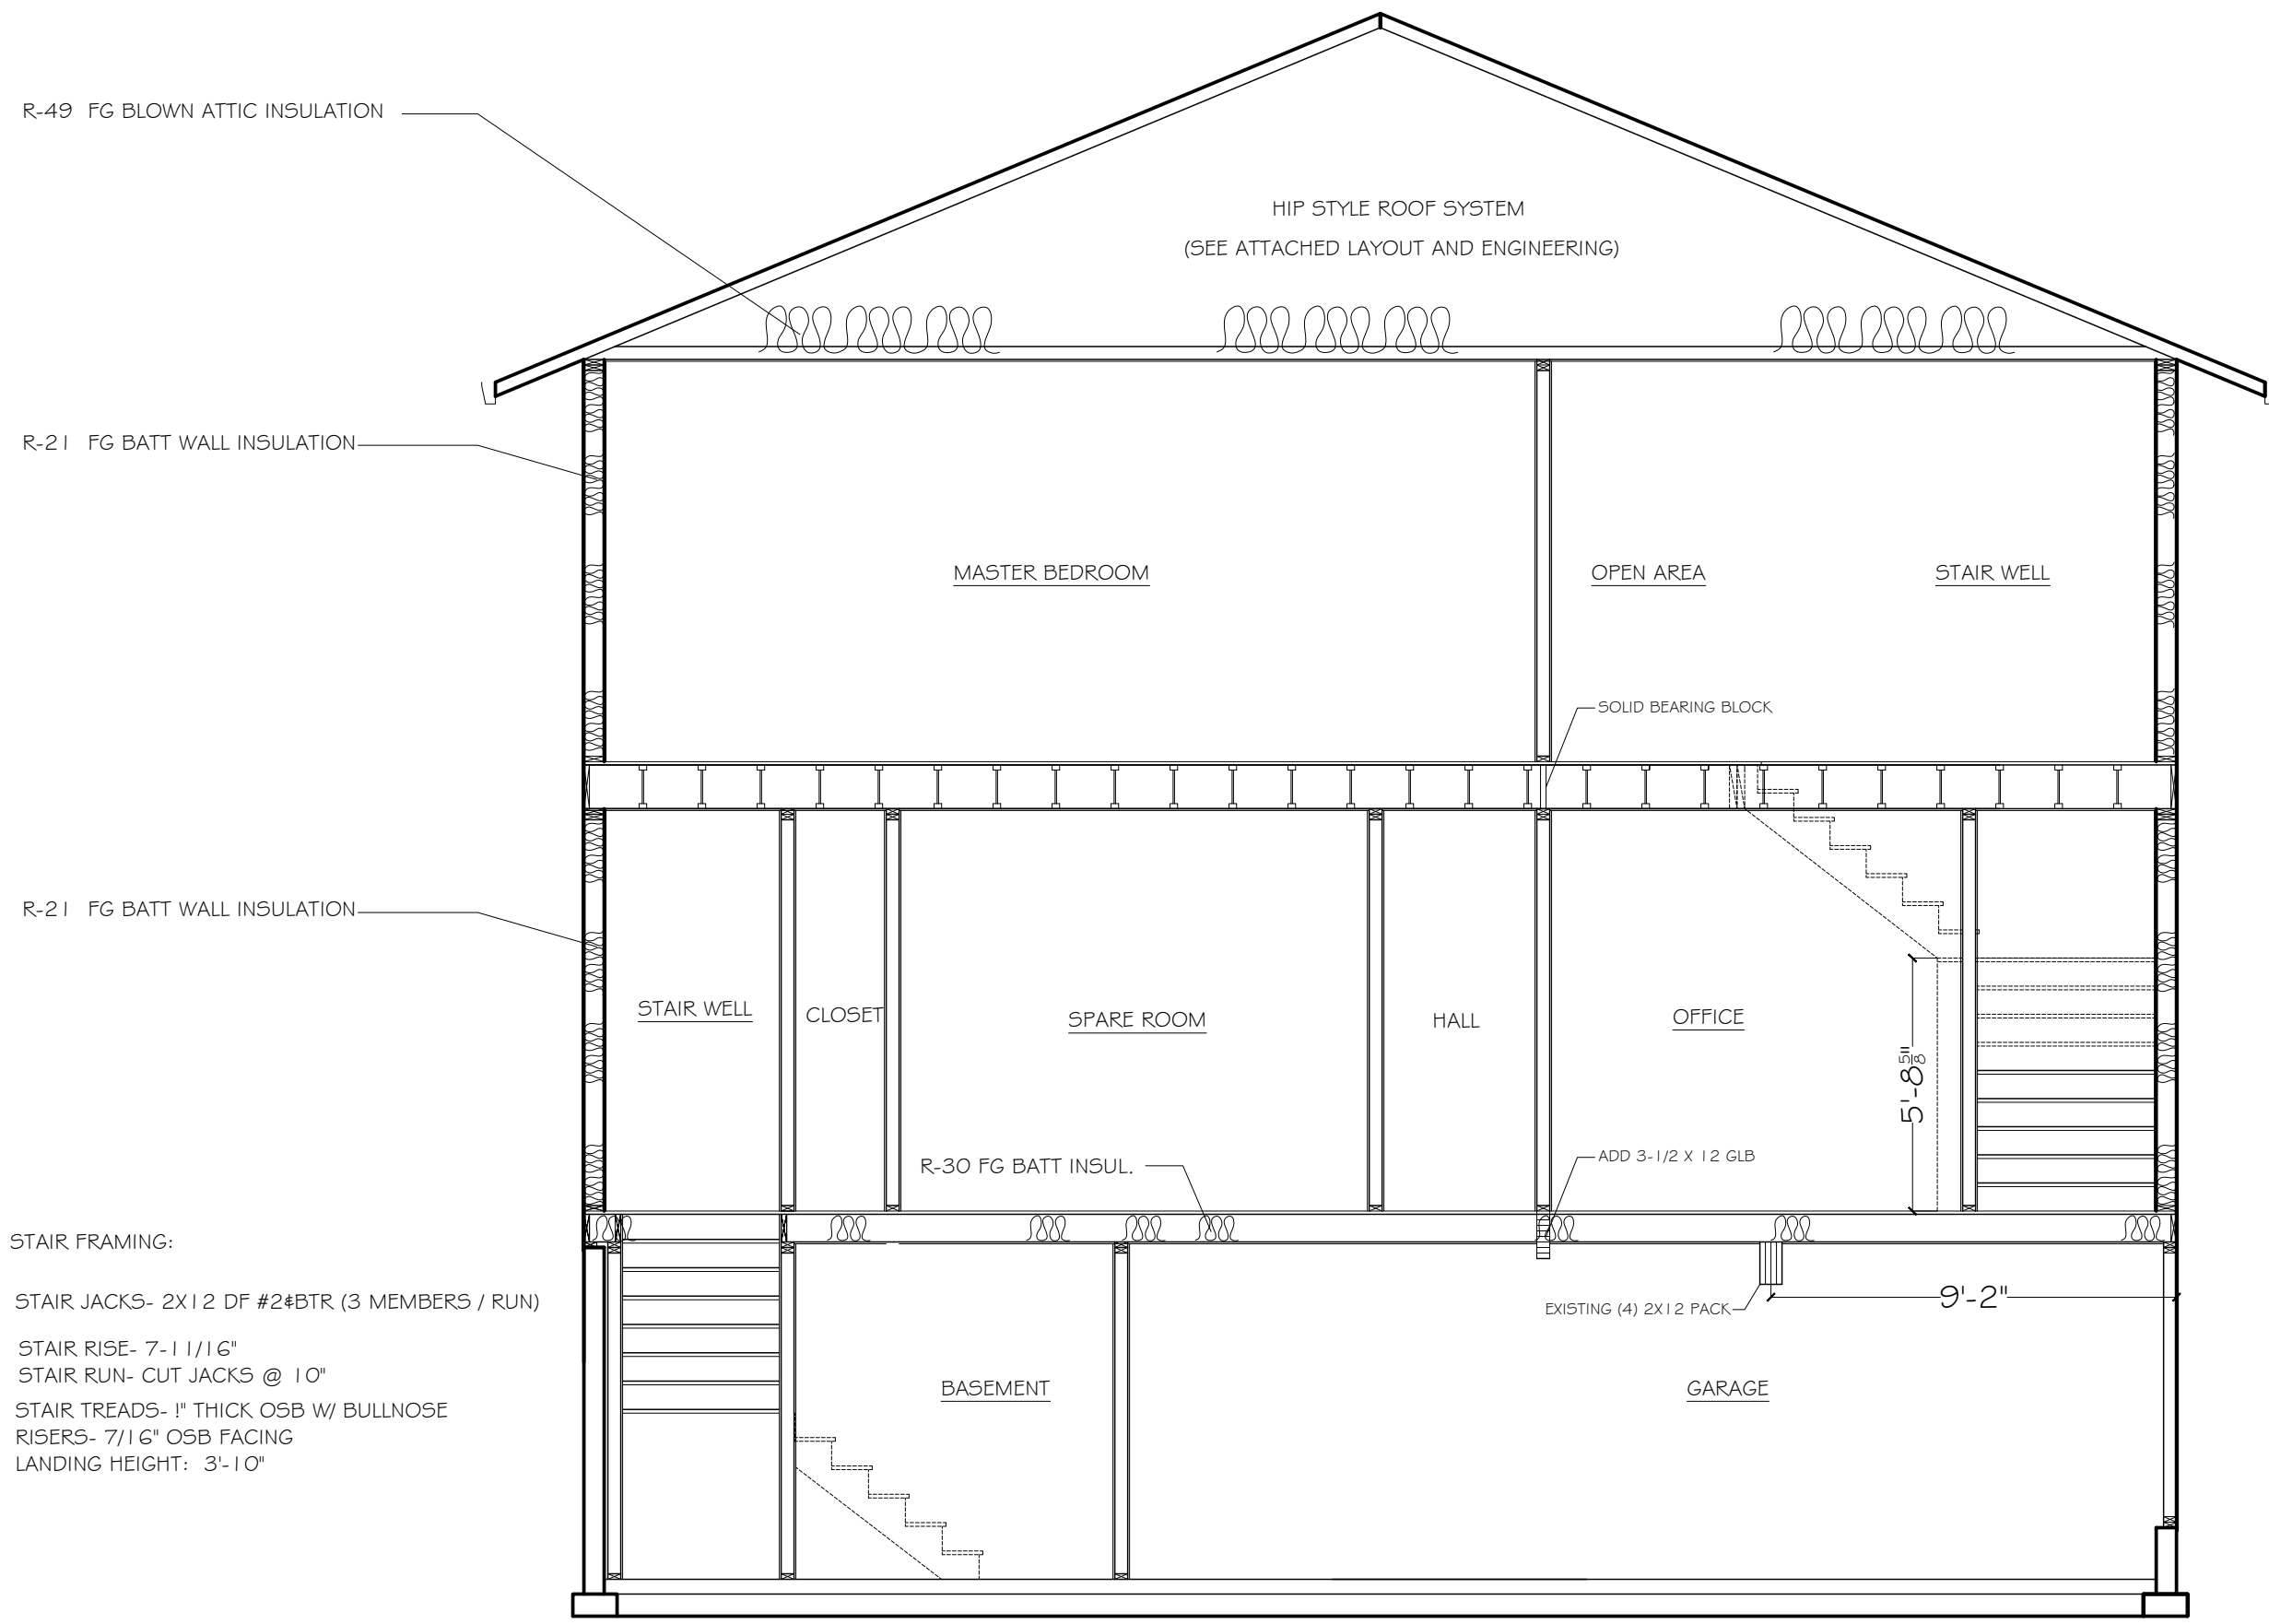 R-49 FG BLOWN ATTIC INSULATION
HIP STYLE ROOF SYSTEM
(SEE ATTACHED LAYOUT AND ENGINEERING)
R-21 FG BATT WALL INSULATION
MASTER BEDROOM
OPEN AREA
STAIR WELL
SOLID BEARING BLOCK
R-21 FG BATT WALL INSULATION
STAIR WELL
CLOSET
SPARE ROOM
HALL
OFFICE
5'-8 5/8"
R-30 FG BATT INSUL.
ADD 3-1/2 X 12 GLB
STAIR FRAMING:
STAIR JACKS- 2X12 DF #2&BTR (3 MEMBERS / RUN)
STAIR RISE- 7-11/16"
STAIR RUN- CUT JACKS @ 10"
STAIR TREADS- !" THICK OSB W/ BULLNOSE
RISERS- 7/16" OSB FACING
LANDING HEIGHT: 3'-10"
EXISTING (4) 2X12 PACK
9'-2"
BASEMENT
GARAGE